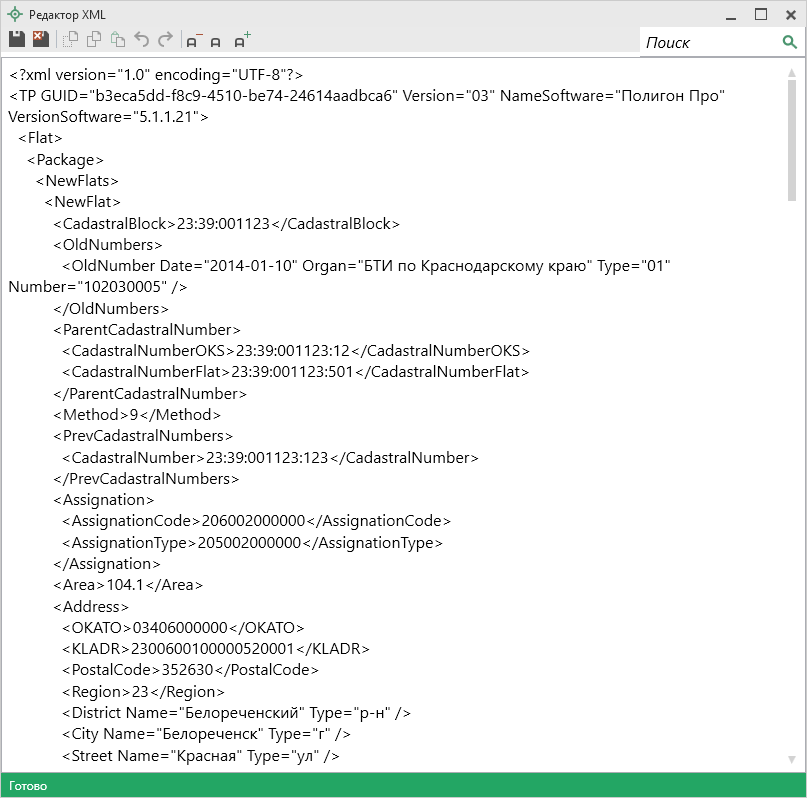 Редактор XML
Поиск
<?xml version="1.0" encoding="UTF-8"?>
<TP GUID="b3eca5dd-f8c9-4510-be74-24614aadbca6" Version="03" NameSoftware="Полигон Про"
VersionSoftware="5.1.1.21">
<Flat>
<Package>
<NewFlats>
<NewFlat>
<CadastralBlock>23:39:001123</CadastralBlock>
<OldNumbers>
<OldNumber Date="2014-01-10" Organ="БТИ по Краснодарскому краю" Type="01"
Number="102030005" />
</OldNumbers>
<ParentCadastralNumber>
<CadastralNumberOKS>23:39:001123:12</CadastralNumberOKS>
<CadastralNumberFlat>23:39:001123:501</CadastralNumberFlat>
</ParentCadastralNumber>
<Method>9</Method>
<PrevCadastralNumbers>
<CadastralNumber>23:39:001123:123</CadastralNumber>
</PrevCadastralNumbers>
<Assignation>
<AssignationCode>206002000000</AssignationCode>
<AssignationType>205002000000</AssignationType>
</Assignation>
<Area>104.1</Area>
<Address>
<OKATO>03406000000</OKATO>
<KLADR>2300600100000520001</KLADR>
<PostalCode>352630</PostalCode>
<Region>23</Region>
<District Name="Белореченский" Type="р-н" />
<City Name="Белореченск" Type="г" />
<Street Name="Красная" Type="ул" />
Готово